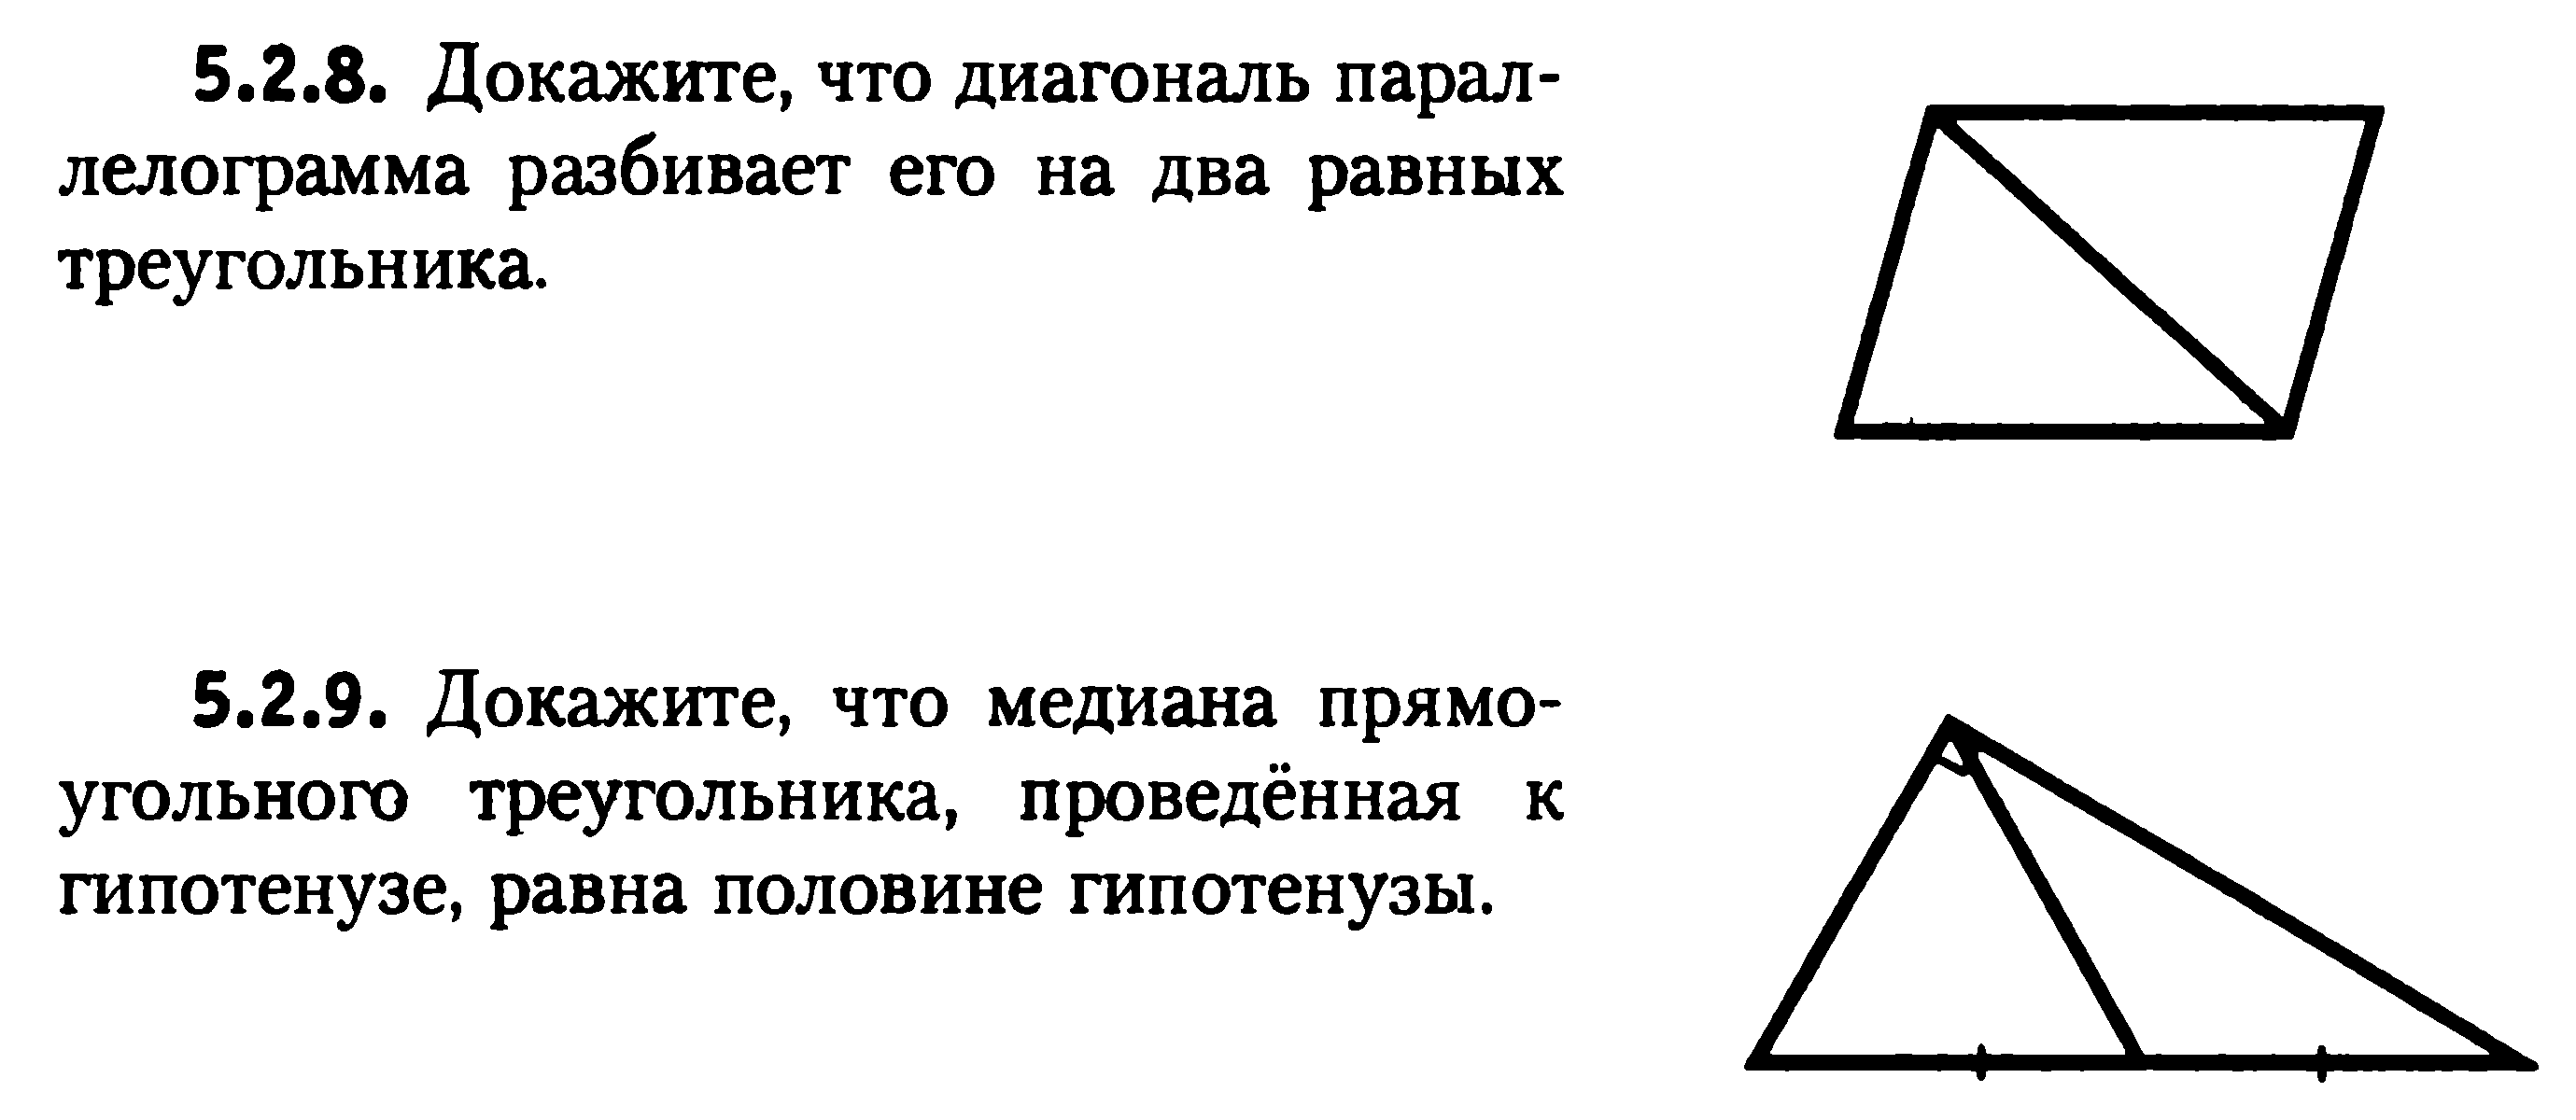 5.2.8. Докажите, что диагональ парал-
лелограмма разбивает его на два равных
треугольника.
5.2.9. Докажите, что медиана прямо-
угольного треугольника, проведённая к
гипотенузе, равна половине гипотенузы.